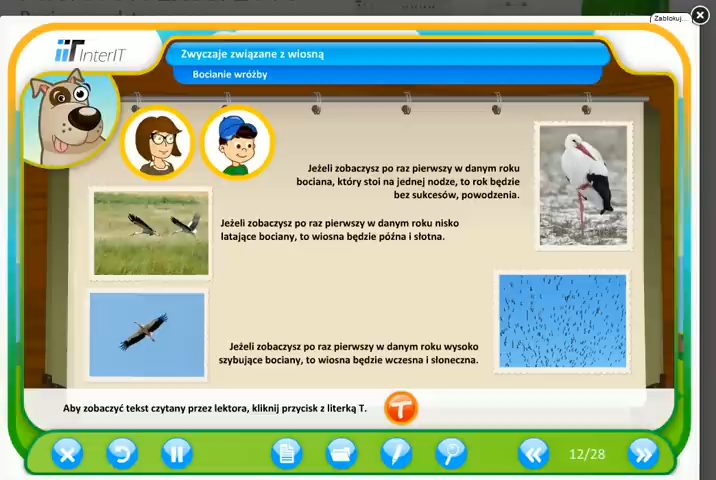 Zablokuj...
iiT InterIT
Zwyczaje związane z wiosną
Bocianie wróżby
Jeżeli zobaczysz po raz pierwszy w danym roku
bociana, który stoi na jednej nodze, to rok będzie
bez sukcesów, powodzenia.
Jeżeli zobaczysz po raz pierwszy w danym roku nisko
latające bociany, to wiosna będzie późna i słotna.
Jeżeli zobaczysz po raz pierwszy w danym roku wysoko
szybujące bociany, to wiosna będzie wczesna i słoneczna.
Aby zobaczyć tekst czytany przez lektora, kliknij przycisk z literką T.
T
12/28